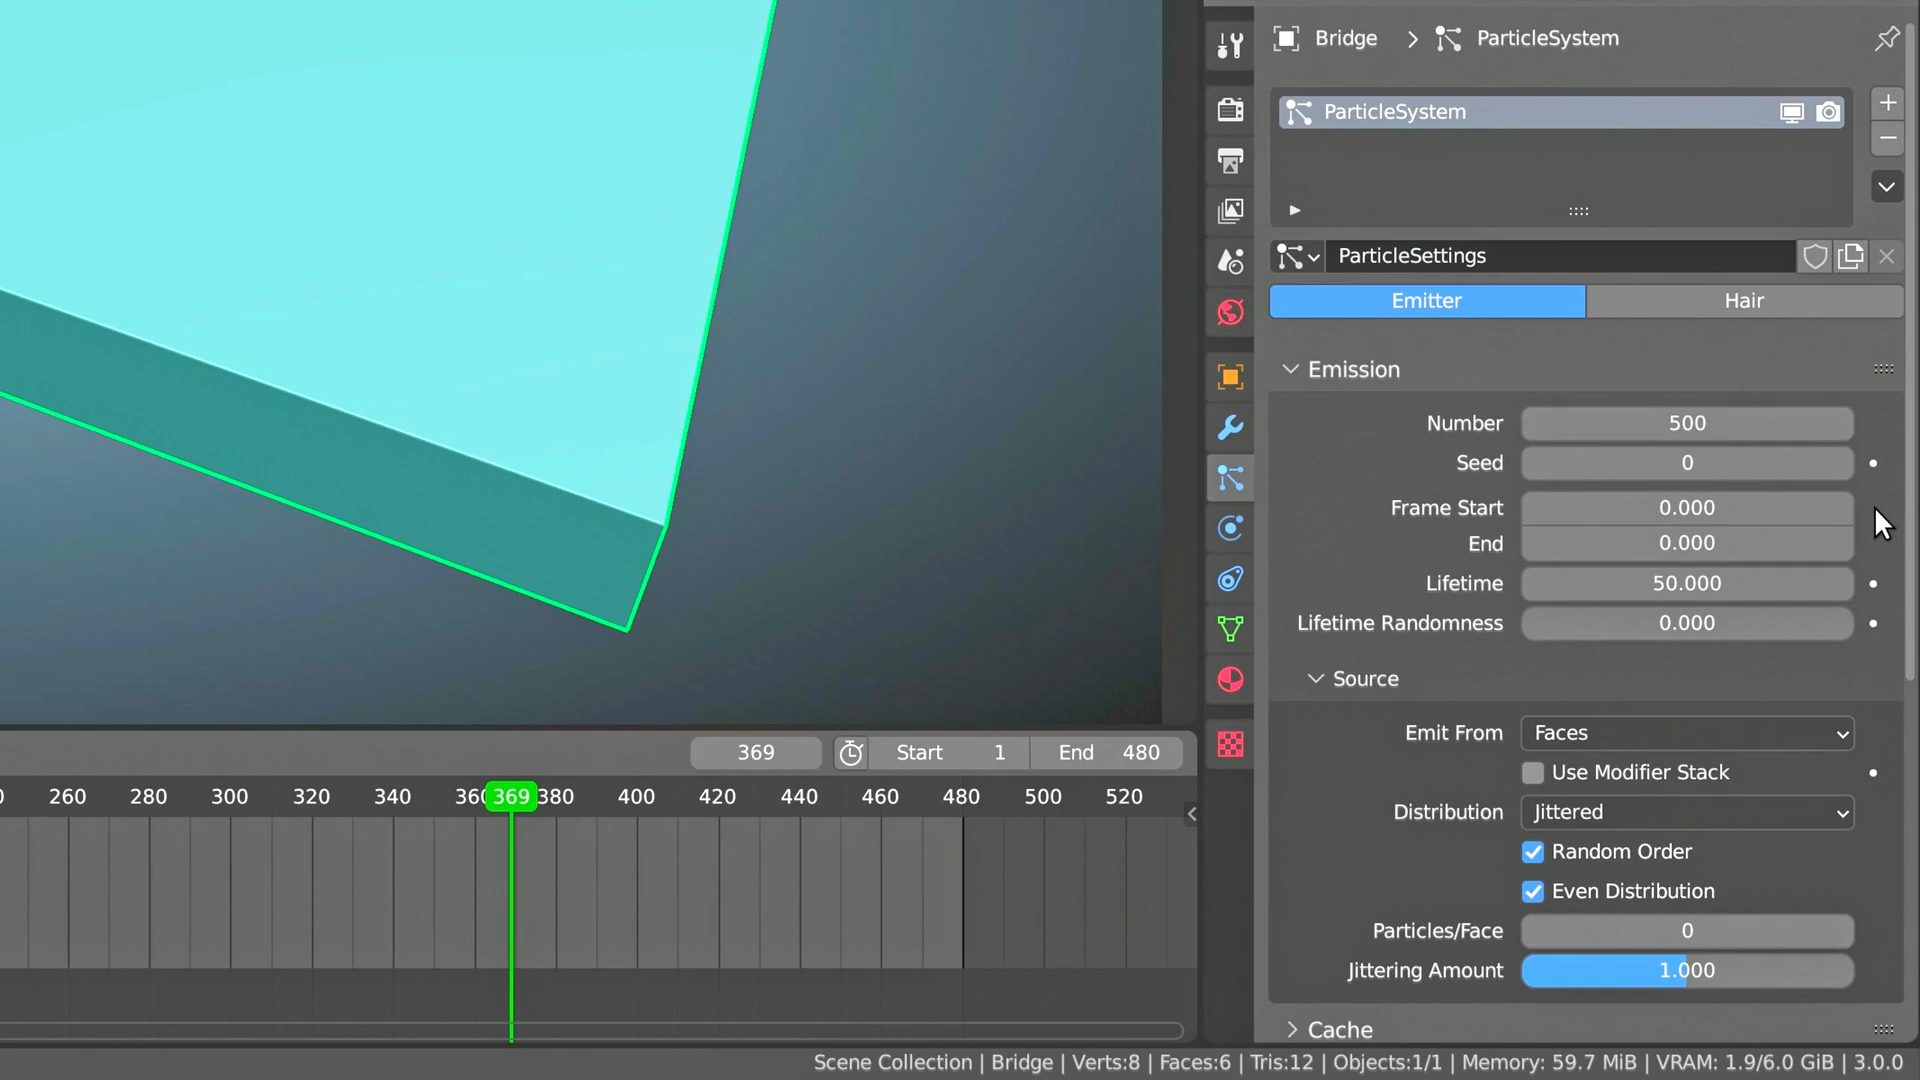 Bridge > ParticleSystem
ParticleSystem
ParticleSettings
Emitter Hair
Emission
Number 500
Seed 0
Frame Start 0.000
End 0.000
Lifetime 50.000
Lifetime Randomness 0.000
Source
Emit From Faces
Use Modifier Stack
Distribution Jittered
Random Order
Even Distribution
Particles/Face 0
Jittering Amount 1.000
Cache
369 Start 1 End 480
0 260 280 300 320 340 360 369 380 400 420 440 460 480 500 520
Scene Collection | Bridge | Verts:8 | Faces:6 | Tris:12 | Objects:1/1 | Memory: 59.7 MiB | VRAM: 1.9/6.0 GiB | 3.0.0